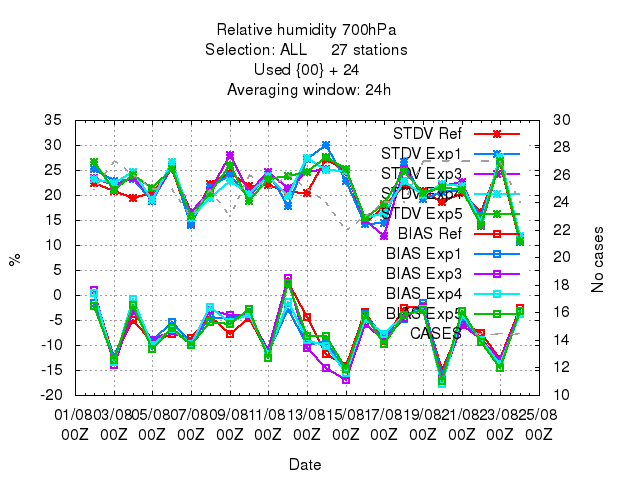 Relative humidity 700hPa
Selection: ALL 27 stations
Used {00} + 24
Averaging window: 24h
35 30 25 20 15 10 5 0 -5 -10 -15 -20
%
30 28 26 24 22 20 18 16 14 12 10
No cases
STDV Ref
STDV Exp1
STDV Exp3
STDV Exp4
STDV Exp5
BIAS Ref
BIAS Exp1
BIAS Exp3
BIAS Exp4
BIAS Exp5
CASES
01/08 03/08 05/08 07/08 09/08 11/08 13/08 15/08 17/08 19/08 21/08 23/08 25/08
00Z 00Z 00Z 00Z 00Z 00Z 00Z 00Z 00Z 00Z 00Z 00Z 00Z
Date